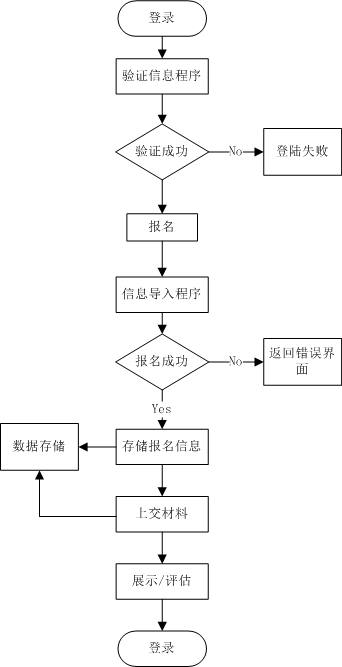 登录
验证信息程序
验证成功
No
登陆失败
报名
信息导入程序
报名成功
No
返回错误界
面
Yes
数据存储
存储报名信息
上交材料
展示/评估
登录